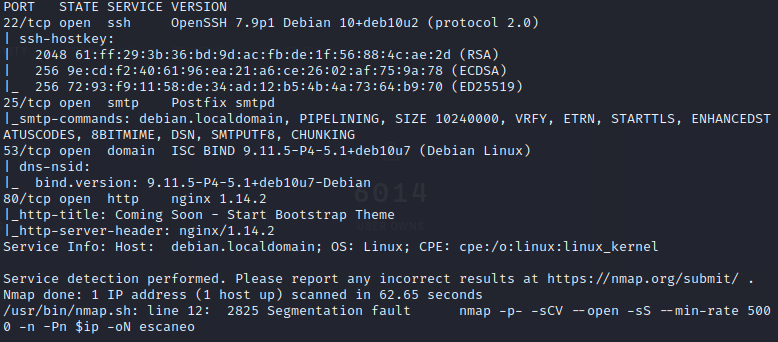 PORT   STATE SERVICE VERSION
22/tcp open  ssh     OpenSSH 7.9p1 Debian 10+deb10u2 (protocol 2.0)
| ssh-hostkey:
|   2048 61:ff:29:3b:36:bd:9d:ac:fb:de:1f:56:88:4c:ae:2d (RSA)
|   256 9e:cd:f2:40:61:96:ea:21:a6:ce:26:02:af:75:9a:78 (ECDSA)
|_  256 72:93:f9:11:58:de:34:ad:12:b5:4b:4a:73:64:b9:70 (ED25519)
25/tcp open  smtp    Postfix smtpd
|_smtp-commands: debian.localdomain, PIPELINING, SIZE 10240000, VRFY, ETRN, STARTTLS, ENHANCEDST
ATUSCODES, 8BITMIME, DSN, SMTPUTF8, CHUNKING
53/tcp open  domain  ISC BIND 9.11.5-P4-5.1+deb10u7 (Debian Linux)
| dns-nsid:
|_  bind.version: 9.11.5-P4-5.1+deb10u7-Debian
80/tcp open  http    nginx 1.14.2
|_http-title: Coming Soon - Start Bootstrap Theme
|_http-server-header: nginx/1.14.2
Service Info: Host:  debian.localdomain; OS: Linux; CPE: cpe:/o:linux:linux_kernel

Service detection performed. Please report any incorrect results at https://nmap.org/submit/ .
Nmap done: 1 IP address (1 host up) scanned in 62.65 seconds
/usr/bin/nmap.sh: line 12:  2825 Segmentation fault      nmap -p- -sCV --open -sS --min-rate 500
0 -n -Pn $ip -oN escaneo
6014